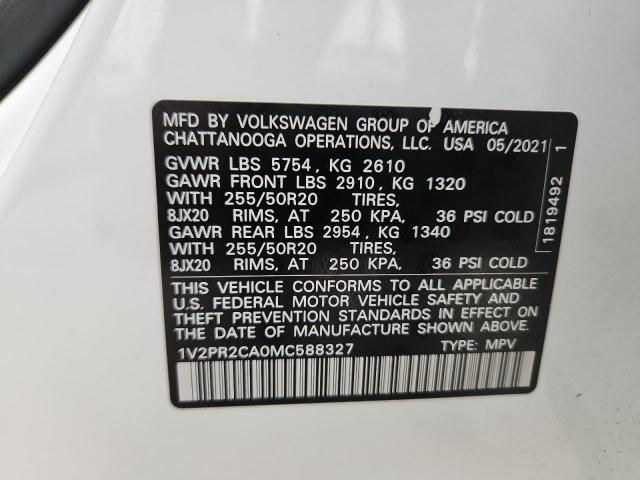 MFD BY VOLKSWAGEN GROUP OF AMERICA
CHATTANOOGA OPERATIONS, LLC. USA 05/2021
GVWR LBS 5754, KG 2610
GAWR FRONT LBS 2910, KG 1320
WITH 255/50R20 TIRES,
8JX20 RIMS, AT 250 KPA, 36 PSI COLD
GAWR REAR LBS 2954, KG 1340
WITH 255/50R20 TIRES,
8JX20 RIMS, AT 250 KPA, 36 PSI COLD
THIS VEHICLE CONFORMS TO ALL APPLICABLE
U.S. FEDERAL MOTOR VEHICLE SAFETY AND
THEFT PREVENTION STANDARDS IN EFFECT ON
THE DATE OF MANUFACTURE SHOWN ABOVE.
1V2PR2CA0MC588327 TYPE: MPV
1819492 1